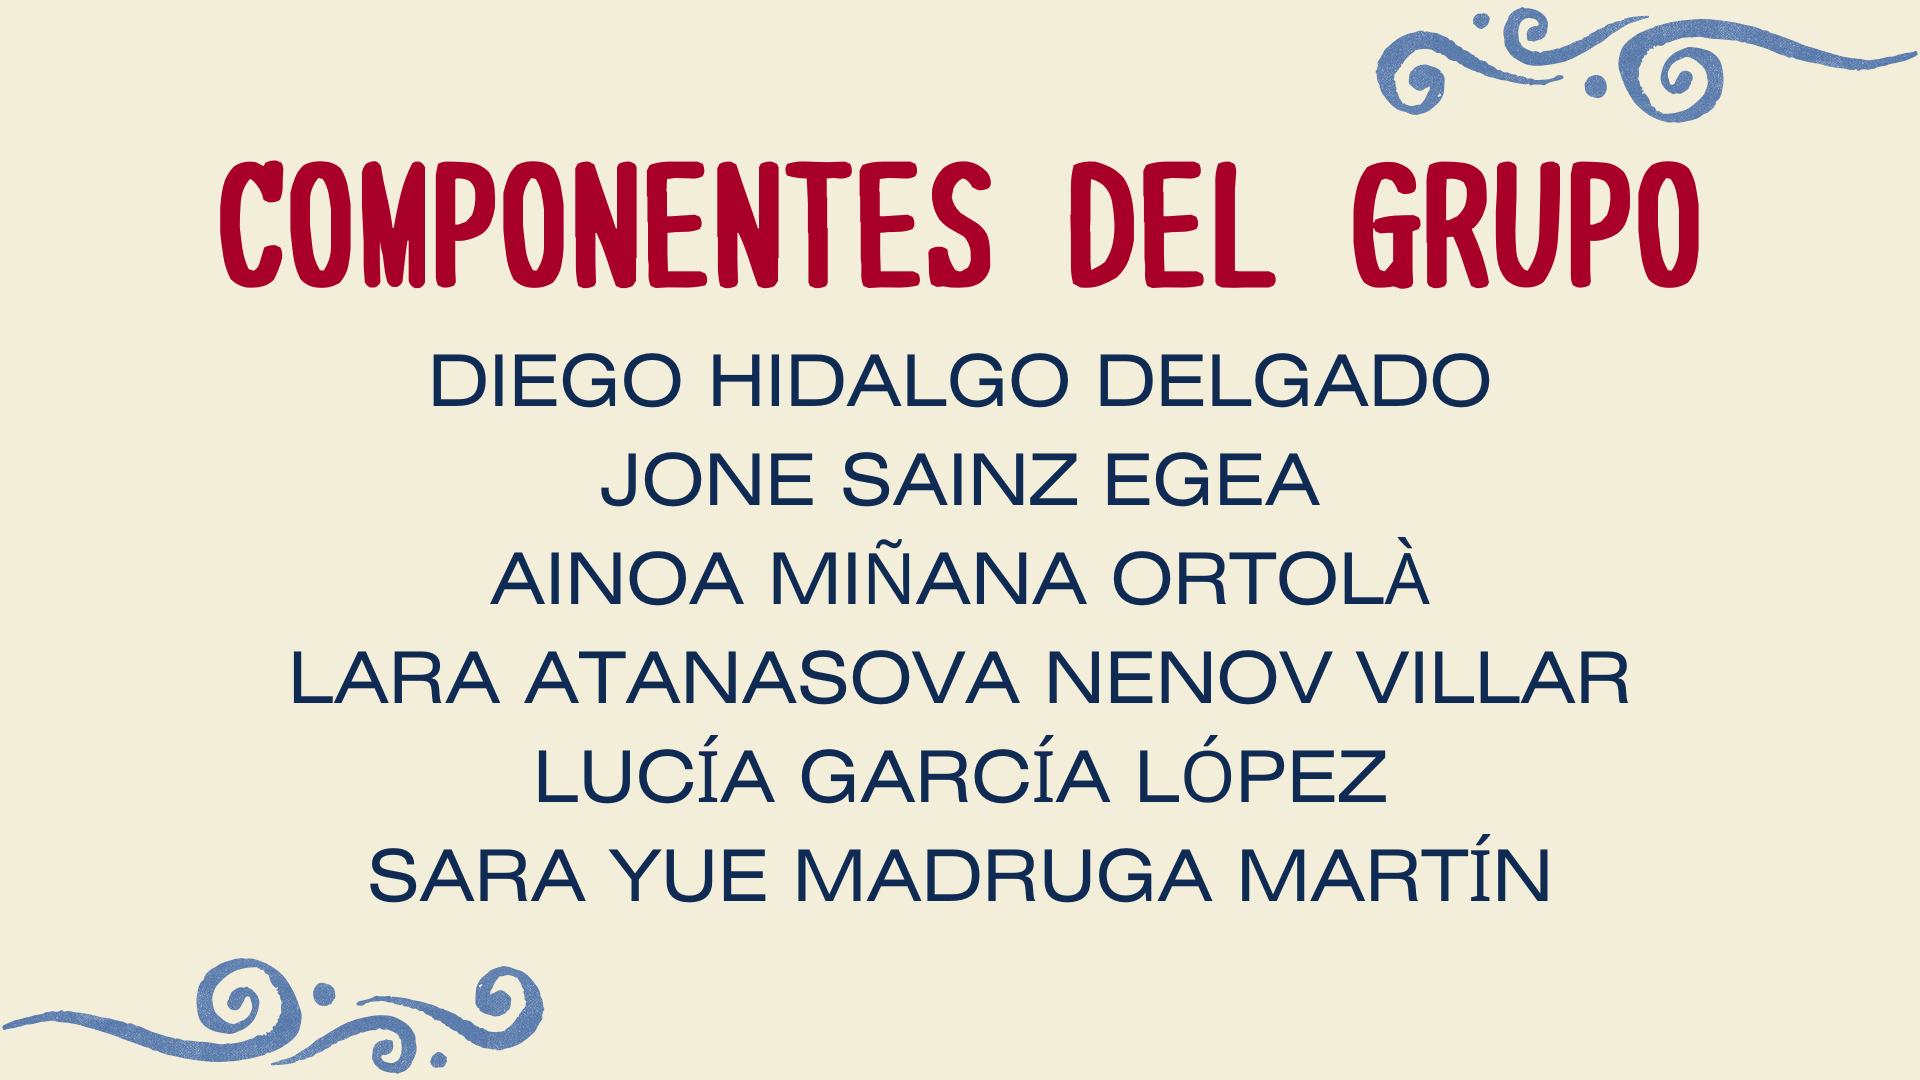 COMPONENTES DEL GRUPO
DIEGO HIDALGO DELGADO
JONE SAINZ EGEA
AINOA MIÑANA ORTOLÀ
LARA ATANASOVA NENOV VILLAR
LUCÍA GARCÍA LÓPEZ
SARA YUE MADRUGA MARTÍN